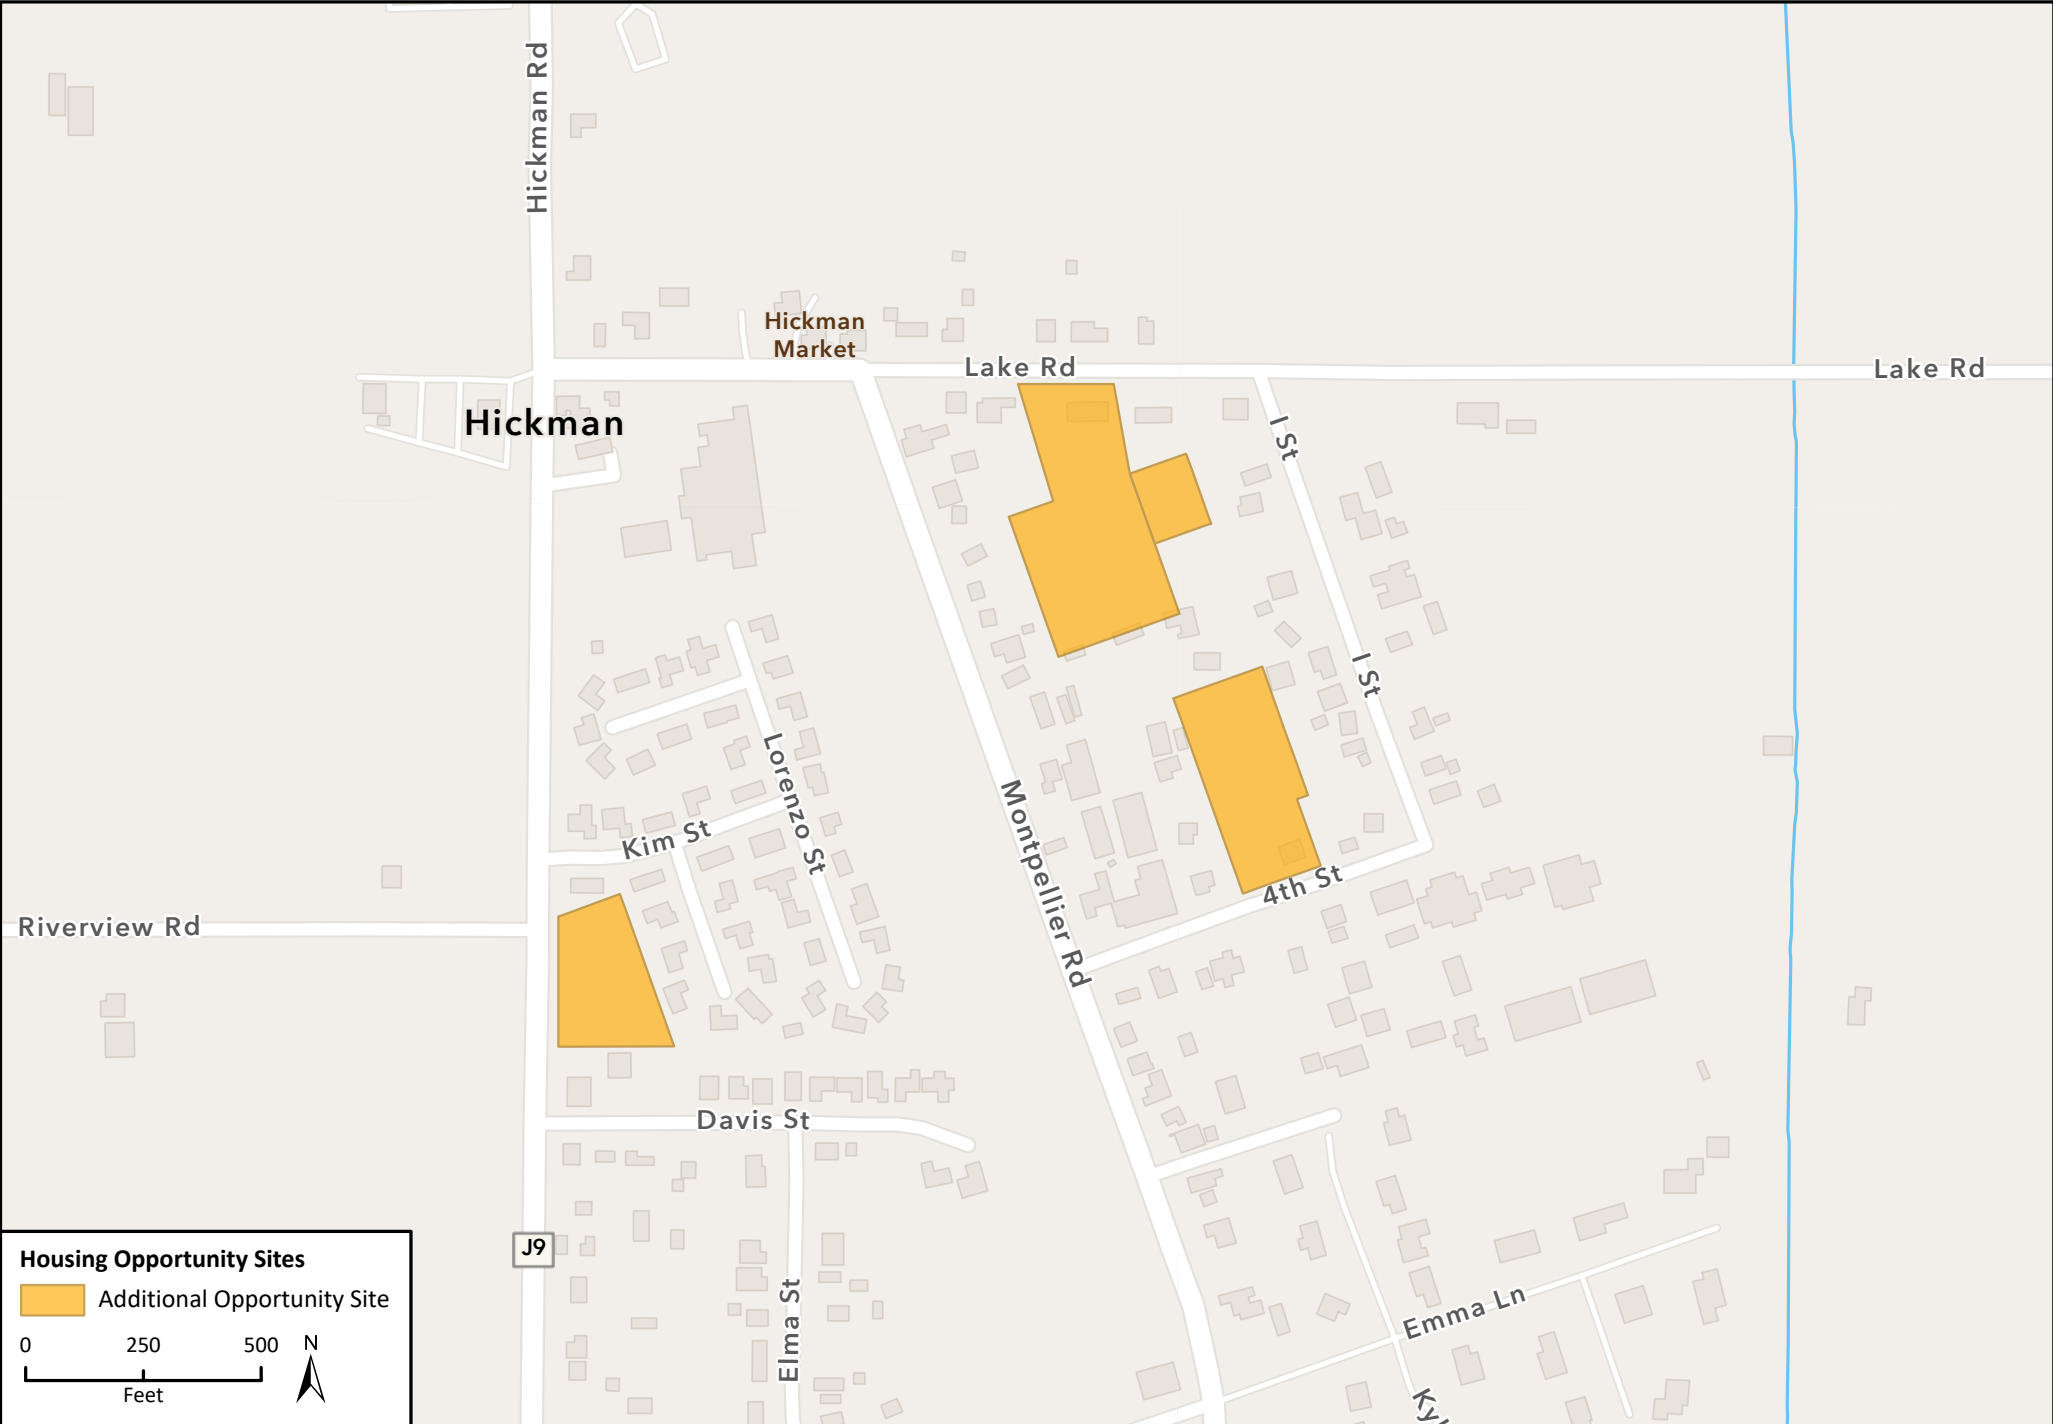 Hickman Rd
Hickman
Market
Lake Rd
Lake Rd
Hickman
I St
I St
Lorenzo St
Kim St
Montpellier Rd
4th St
Riverview Rd
Davis St
J9
Elma St
Emma Ln
Housing Opportunity Sites
Additional Opportunity Site
0 250 500
Feet
N